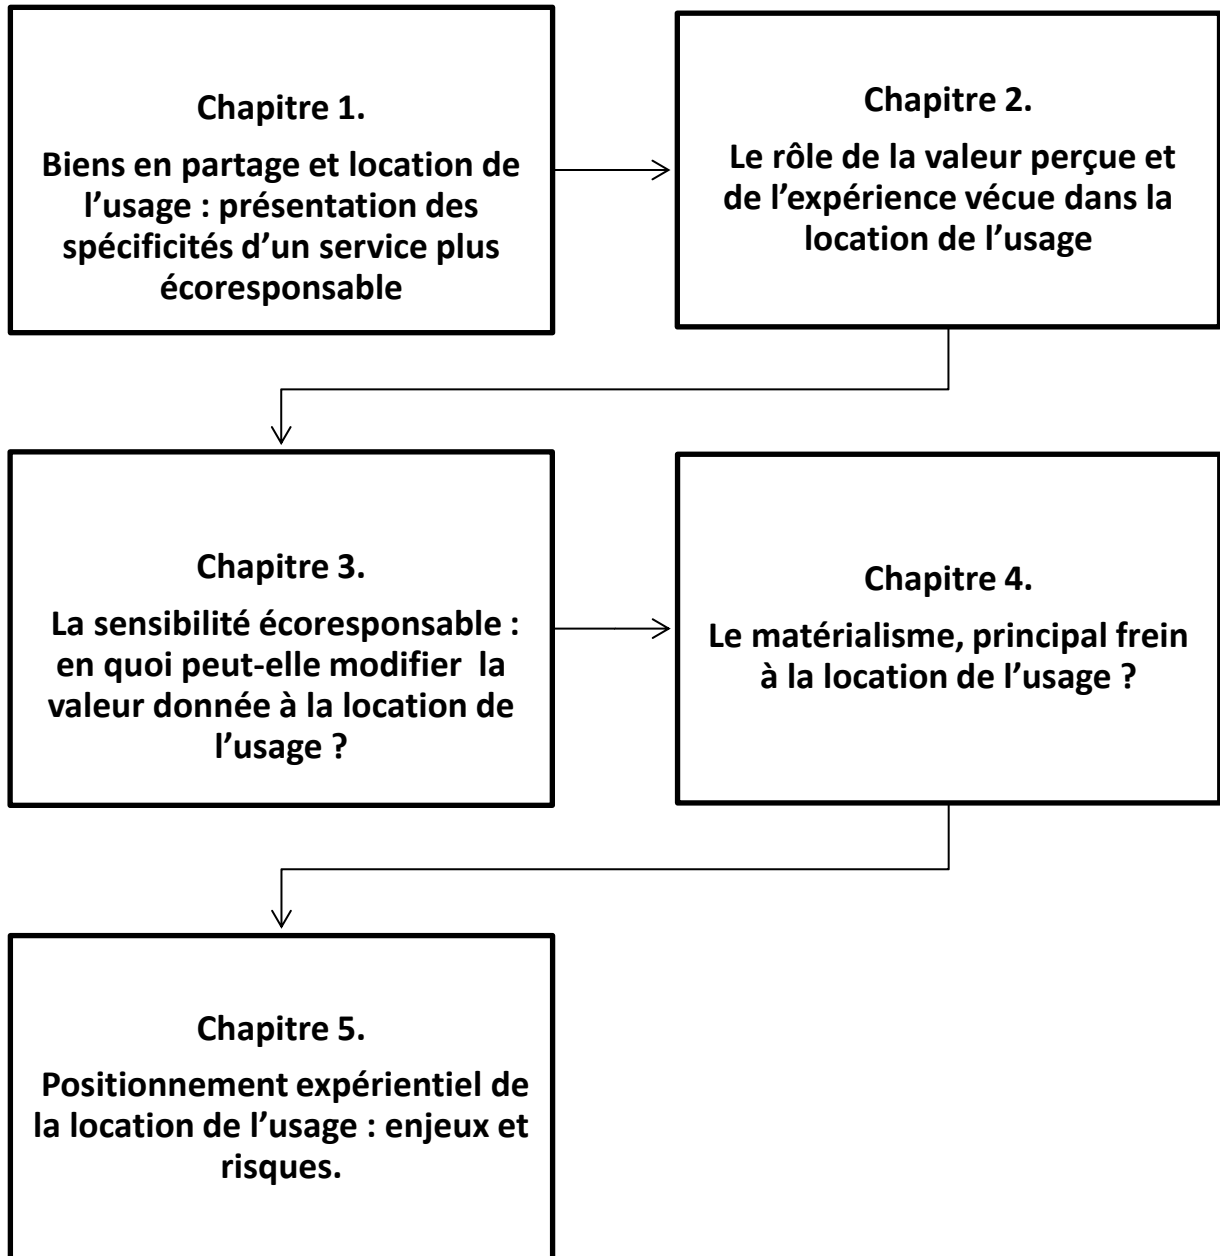 Chapitre 1.
Biens en partage et location de
l’usage : présentation des
spécificités d’un service plus
écoresponsable
Chapitre 2.
Le rôle de la valeur perçue et
de l’expérience vécue dans la
location de l’usage
Chapitre 3.
La sensibilité écoresponsable :
en quoi peut-elle modifier la
valeur donnée à la location de
l’usage ?
Chapitre 4.
Le matérialisme, principal frein
à la location de l’usage ?
Chapitre 5.
Positionnement expérientiel de
la location de l’usage : enjeux et
risques.